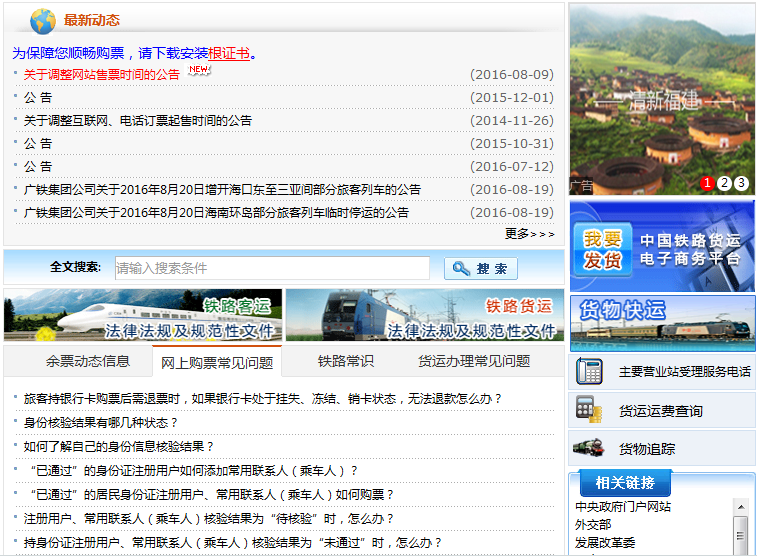 最新动态
为保障您顺畅购票，请下载安装根证书。
关于调整网站售票时间的公告 NEW! (2016-08-09)
公 告 (2015-12-01)
关于调整互联网、电话订票起售时间的公告 (2014-11-26)
公 告 (2015-10-31)
公 告 (2016-07-12)
广铁集团公司关于2016年8月20日增开海口东至三亚间部分旅客列车的公告 (2016-08-19)
广铁集团公司关于2016年8月20日海南环岛部分旅客列车临时停运的公告 (2016-08-19)
更多>>>
全文搜索: 请输入搜索条件 搜 索
铁路客运
法律法规及规范性文件
铁路货运
法律法规及规范性文件
余票动态信息 网上购票常见问题 铁路常识 货运办理常见问题
旅客持银行卡购票后需退票时，如果银行卡处于挂失、冻结、销卡状态，无法退款怎么办？
身份核验结果有哪几种状态？
如何了解自己的身份信息核验结果？
“已通过”的身份证注册用户如何添加常用联系人（乘车人）？
“已通过”的居民身份证注册用户、常用联系人（乘车人）如何购票？
注册用户、常用联系人（乘车人）核验结果为“待核验”时，怎么办？
持身份证注册用户、常用联系人（乘车人）核验结果为“未通过”时，怎么办？
清新福建
广告 1 2 3
我要
发货
中国铁路货运
电子商务平台
货物快运
主要营业站受理服务电话
货运运费查询
货物追踪
相关链接
中央政府门户网站
外交部
发展改革委